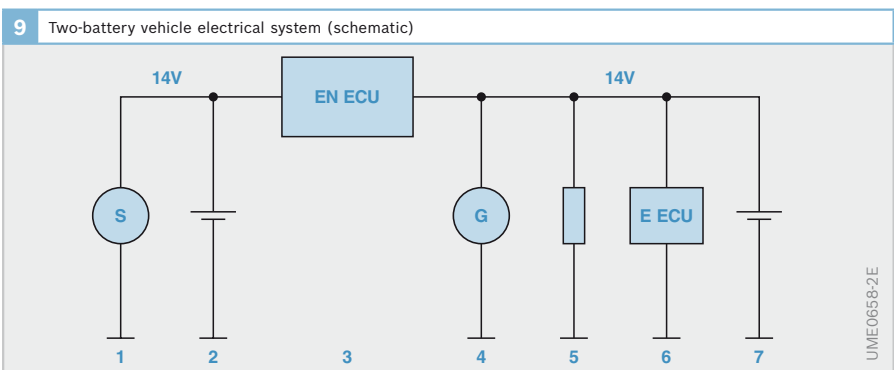 9 Two-battery vehicle electrical system (schematic)
14V 14V
EN ECU
S G E ECU
1 2 3 4 5 6 7
UME0658-2E